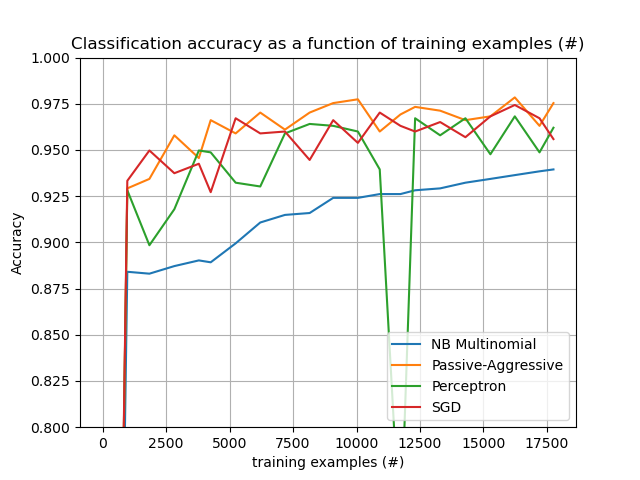 Classification accuracy as a function of training examples (#)
1.000
0.975
0.950
0.925
0.900
0.875
0.850
0.825
0.800
Accuracy
NB Multinomial
Passive-Aggressive
Perceptron
SGD
0 2500 5000 7500 10000 12500 15000 17500
training examples (#)